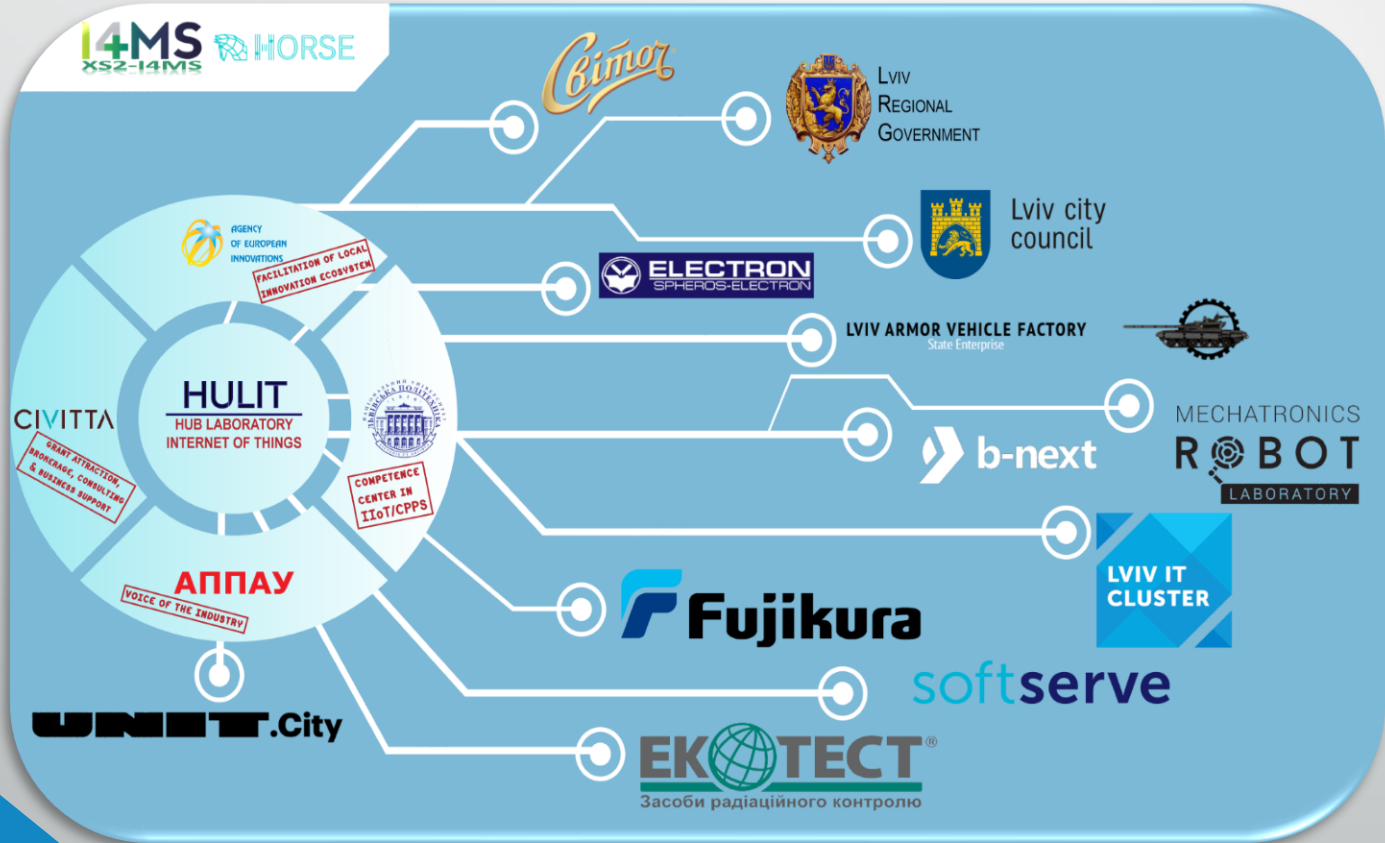 I4MS
XS2-I4MS
HORSE
Світоч
LVIV
REGIONAL
GOVERNMENT
Lviv city
council
AGENCY
OF EUROPEAN
INNOVATIONS
FACILITATION OF LOCAL
INNOVATION ECOSYSTEM
ELECTRON
SPHEROS-ELECTRON
LVIV ARMOR VEHICLE FACTORY
State Enterprise
HULIT
HUB LABORATORY
INTERNET OF THINGS
CIVITTA
GRANT ATTRACTION,
BROKERAGE, CONSULTING
& BUSINESS SUPPORT
ЛЬВІВСЬКА ПОЛІТЕХНІКА
COMPETENCE
CENTER IN
IIoT/CPPS
b-next
MECHATRONICS
ROBOT
LABORATORY
LVIV IT
CLUSTER
АППАУ
VOICE OF THE INDUSTRY
Fujikura
softserve
UNIT.City
ЕКОТЕСТ®
Засоби радіаційного контролю